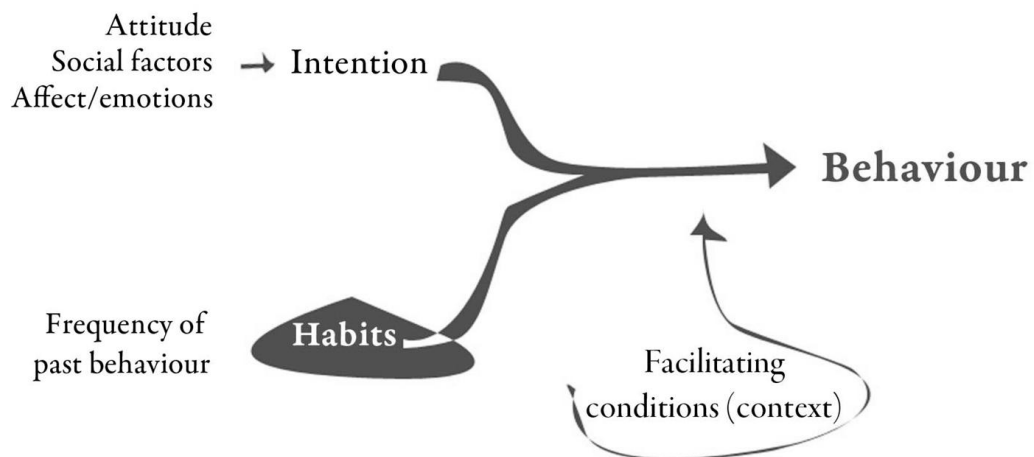 Attitude
Social factors
Affect/emotions
Intention
Behaviour
Frequency of
past behaviour
Habits
Facilitating
conditions (context)